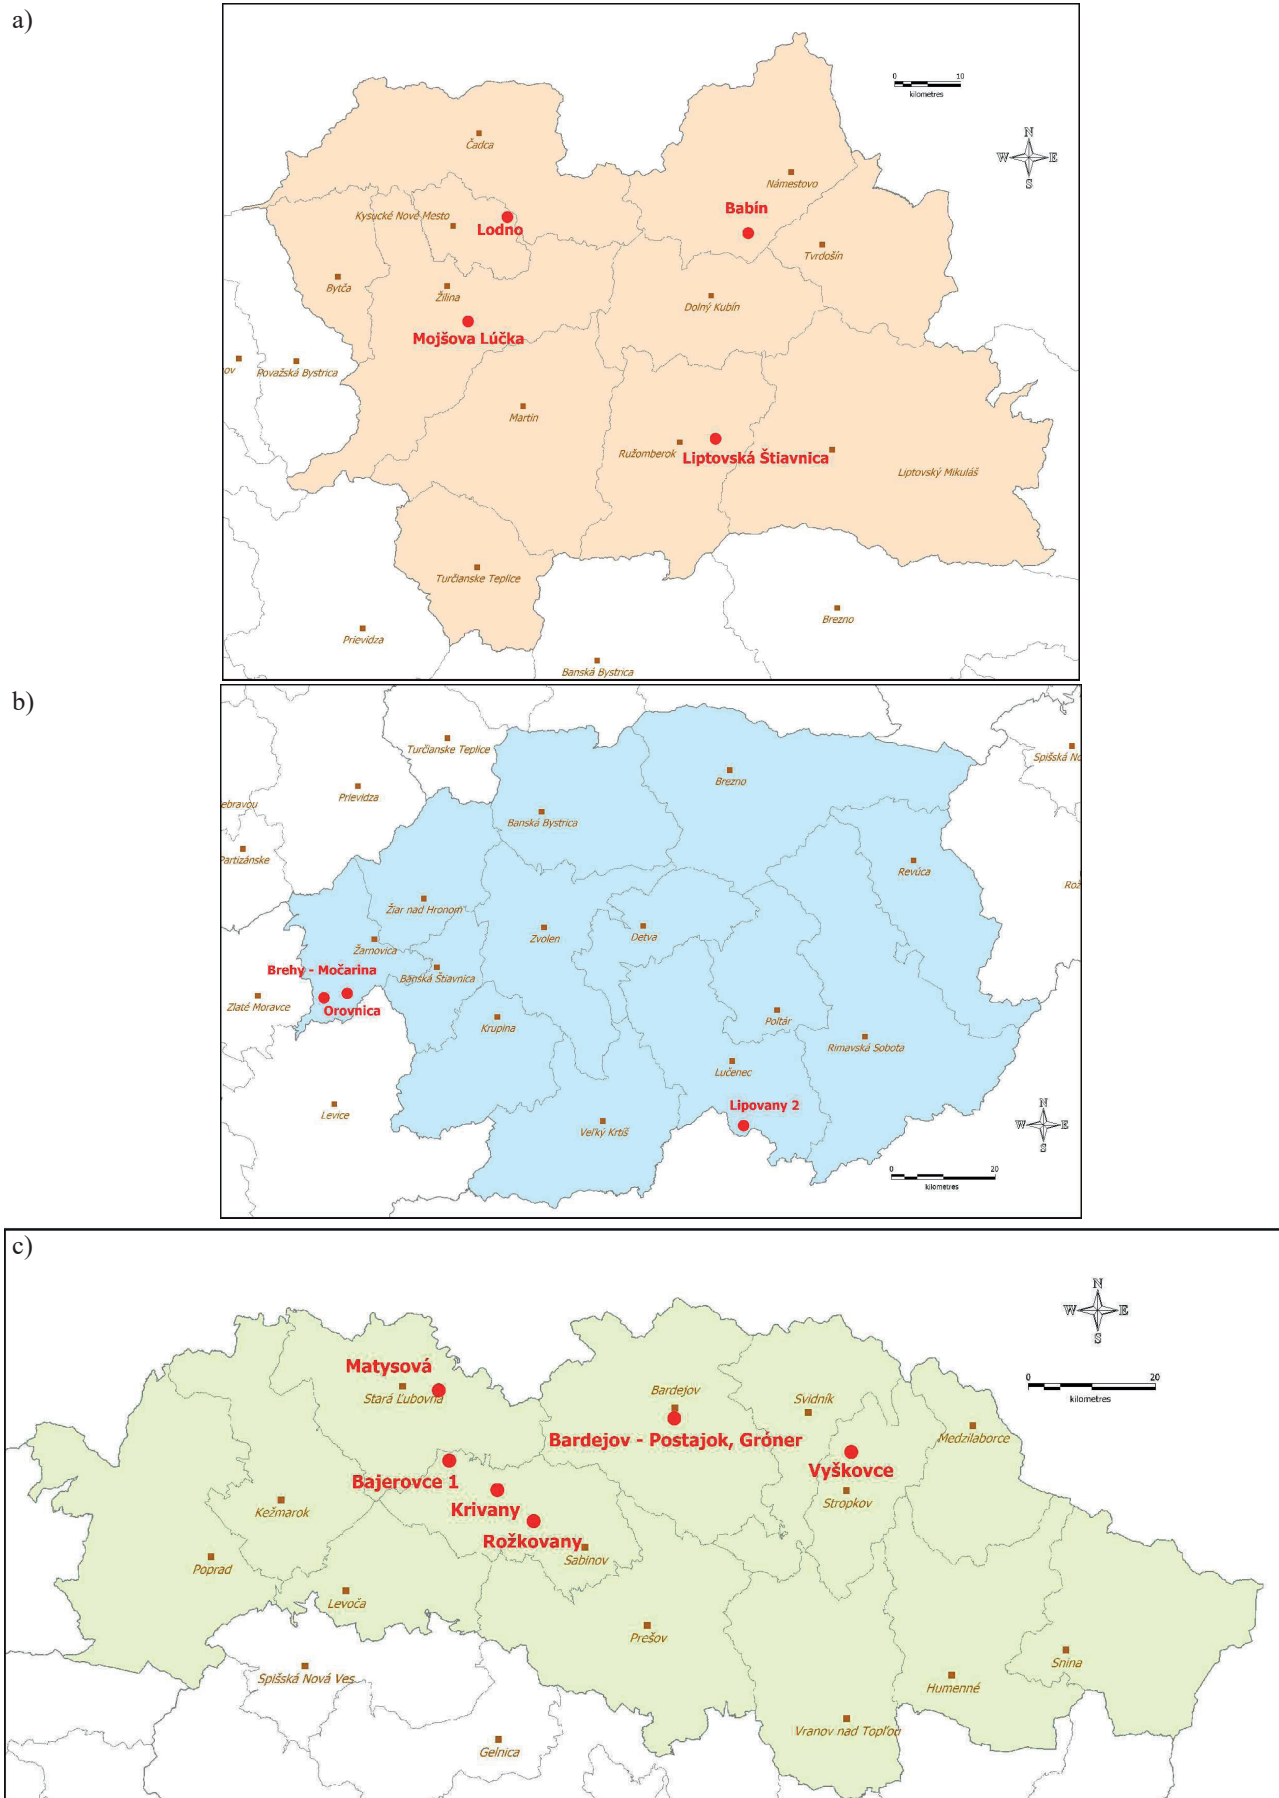 a)
0 10
kilometres
N
W E
S
Čadca
Námestovo
Kysucké Nové Mesto
Lodno
Babín
Tvrdošín
Bytča
Žilina
Dolný Kubín
Mojšova Lúčka
ov
Považská Bystrica
Martin
Ružomberok
Liptovská Štiavnica
Liptovský Mikuláš
Turčianske Teplice
Brezno
Prievidza
Banská Bystrica
b)
Turčianske Teplice
Spišská No
Prievidza
Brezno
ebravou
Banská Bystrica
Partizánske
Revúca
Rož
Žiar nad Hronom
Zvolen
Detva
Žarnovica
Brehy - Močarina
Banská Štiavnica
Zlaté Moravce
Orovnica
Krupina
Poltár
Rimavská Sobota
Lučenec
Levice
Lipovany 2
Veľký Krtíš
N
W E
S
0 20
kilometres
c)
N
W E
S
Matysová
Stará Ľubovňa
Bardejov
Svidník
0 20
kilometres
Bardejov - Postajok, Gróner
Medzilaborce
Vyškovce
Bajerovce 1
Stropkov
Krivany
Kežmarok
Rožkovany
Sabinov
Poprad
Levoča
Prešov
Snina
Spišská Nová Ves
Humenné
Vranov nad Topľou
Gelnica